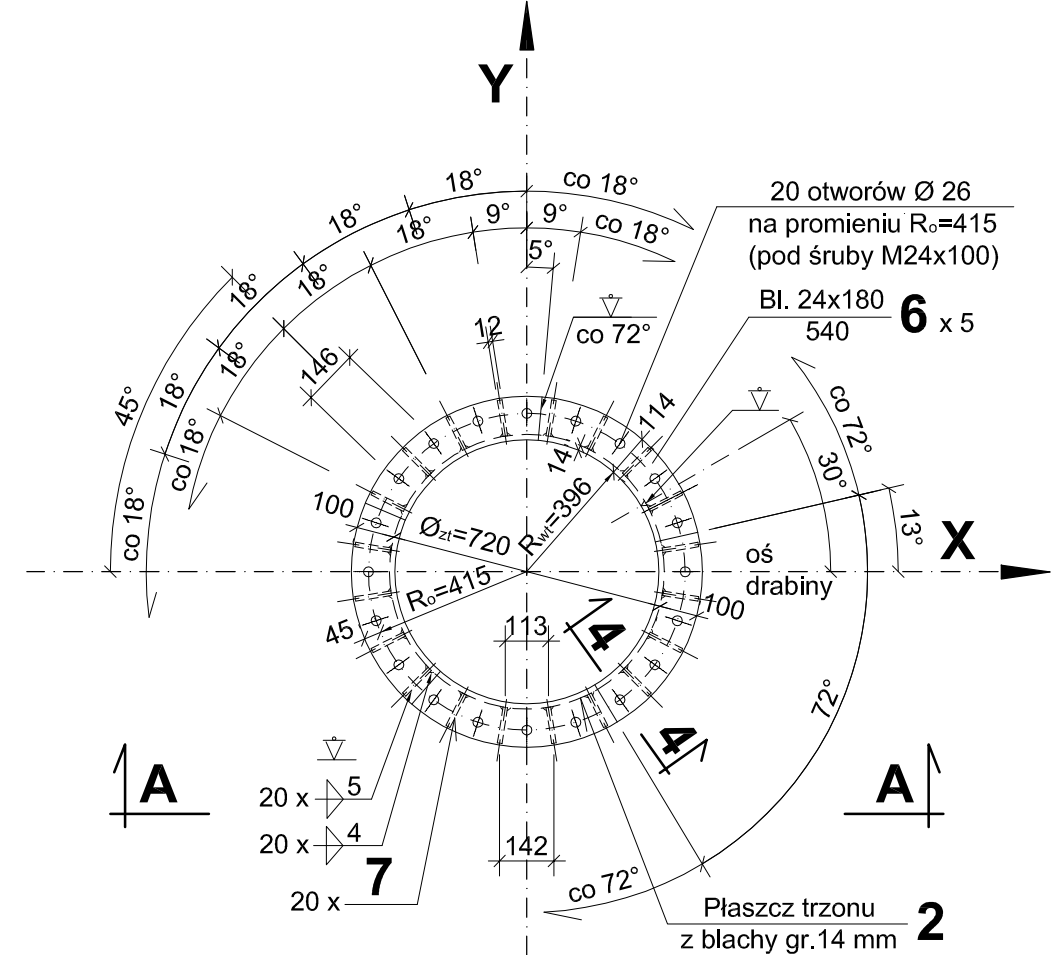 Y
18°
co 18°
18°
9°
9°
co 18°
18°
5°
20 otworów Ø 26
na promieniu R₀=415
(pod śruby M24x100)
18°
18°
Bl. 24x180
540
6 x 5
co 72°
12
146
45°
18°
18°
18°
co 18°
co 18°
114
14
co 72°
30°
13°
X
100
Øzt=720
Rwt=396
R₀=415
oś
drabiny
100
45
113
4
4
72°
A
A
20 x 5
20 x 4
7
20 x
142
co 72°
Płaszcz trzonu
z blachy gr.14 mm
2